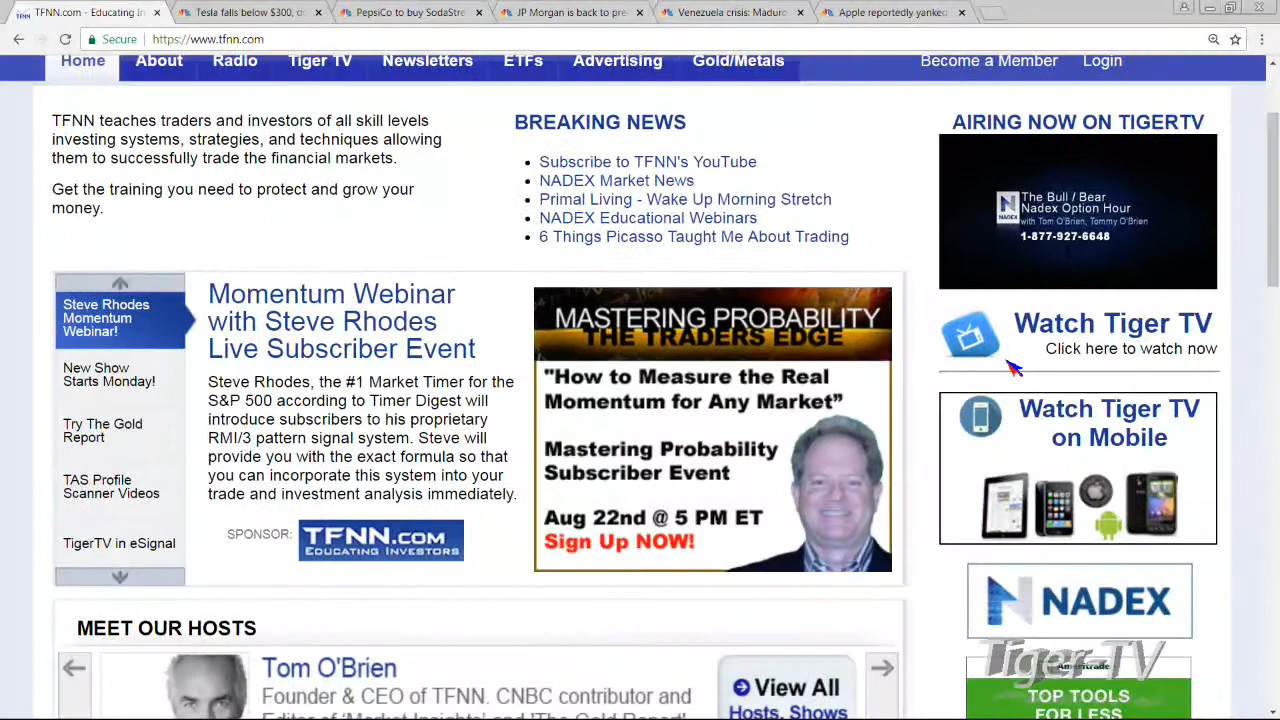 TFNN.com - Educating In
Tesla falls below $300, d
PepsiCo to buy SodaStre
JP Morgan is back to pre
Venezuela crisis: Maduro
Apple reportedly yanked
Secure
https://www.tfnn.com
Home
About
Radio
Tiger TV
Newsletters
ETFs
Advertising
Gold/Metals
Become a Member
Login
TFNN teaches traders and investors of all skill levels
investing systems, strategies, and techniques allowing
them to successfully trade the financial markets.
Get the training you need to protect and grow your
money.
BREAKING NEWS
Subscribe to TFNN's YouTube
NADEX Market News
Primal Living - Wake Up Morning Stretch
NADEX Educational Webinars
6 Things Picasso Taught Me About Trading
AIRING NOW ON TIGERTV
NADEX
The Bull / Bear
Nadex Option Hour
with Tom O'Brien, Tommy O'Brien
1-877-927-6648
Watch Tiger TV
Click here to watch now
Watch Tiger TV
on Mobile
Steve Rhodes
Momentum
Webinar!
New Show
Starts Monday!
Try The Gold
Report
TAS Profile
Scanner Videos
TigerTV in eSignal
Momentum Webinar
with Steve Rhodes
Live Subscriber Event
Steve Rhodes, the #1 Market Timer for the
S&P 500 according to Timer Digest will
introduce subscribers to his proprietary
RMI/3 pattern signal system. Steve will
provide you with the exact formula so that
you can incorporate this system into your
trade and investment analysis immediately.
SPONSOR:
TFNN.com
EDUCATING INVESTORS
MASTERING PROBABILITY
THE TRADERS EDGE
"How to Measure the Real
Momentum for Any Market”
Mastering Probability
Subscriber Event
Aug 22nd @ 5 PM ET
Sign Up NOW!
NADEX
Tiger-TV
Ameritrade
TOP TOOLS
FOR LESS
MEET OUR HOSTS
Tom O'Brien
Founder & CEO of TFNN. CNBC contributor and
Editor of 'Market Insights' and 'The Gold Report'
View All
Hosts, Shows